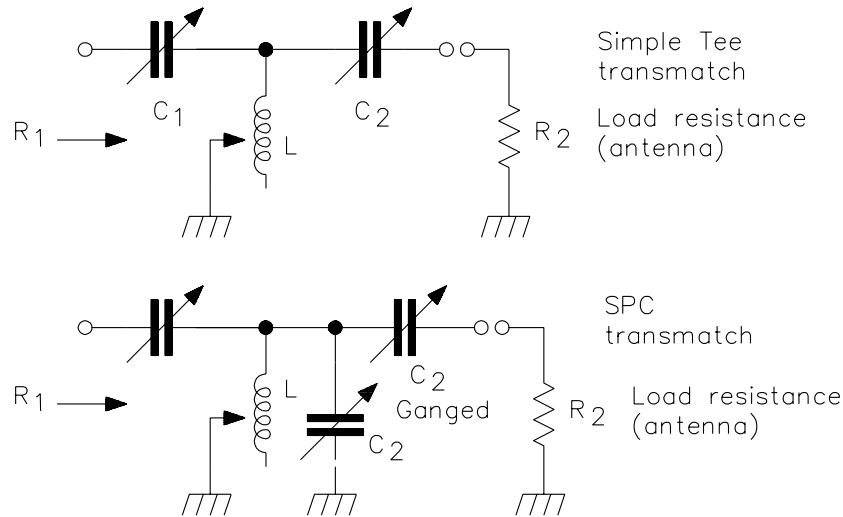 Simple Tee
transmatch
C1
C2
R1
L
R2
Load resistance
(antenna)
SPC
transmatch
C2
R1
L
Ganged
C2
R2
Load resistance
(antenna)